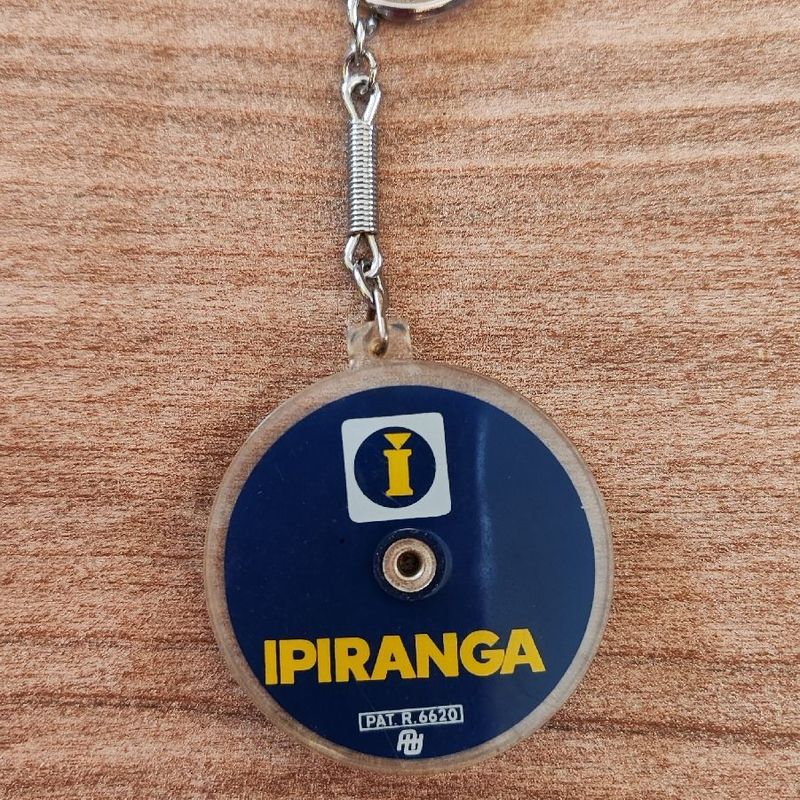 i
IPIRANGA
PAT. R. 6620